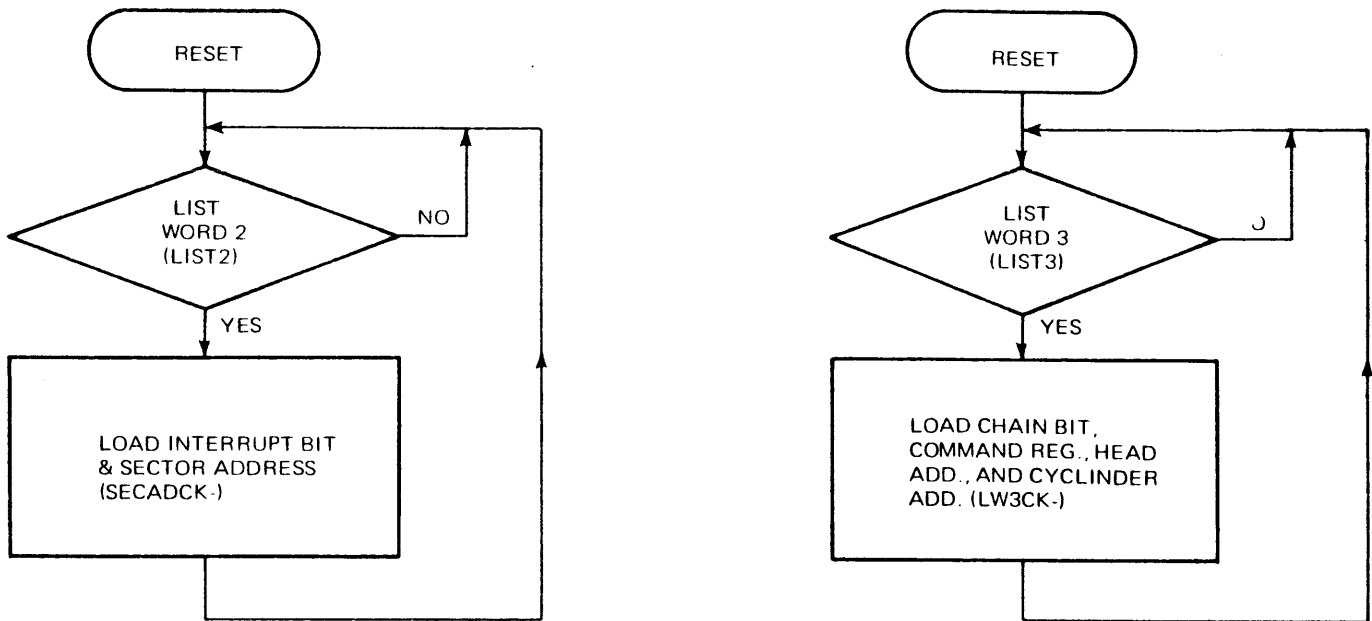 RESET
LIST
WORD 2
(LIST2)
NO
YES
LOAD INTERRUPT BIT
& SECTOR ADDRESS
(SECADCK-)
RESET
LIST
WORD 3
(LIST3)
YES
LOAD CHAIN BIT,
COMMAND REG., HEAD
ADD., AND CYCLINDER
ADD. (LW3CK-)